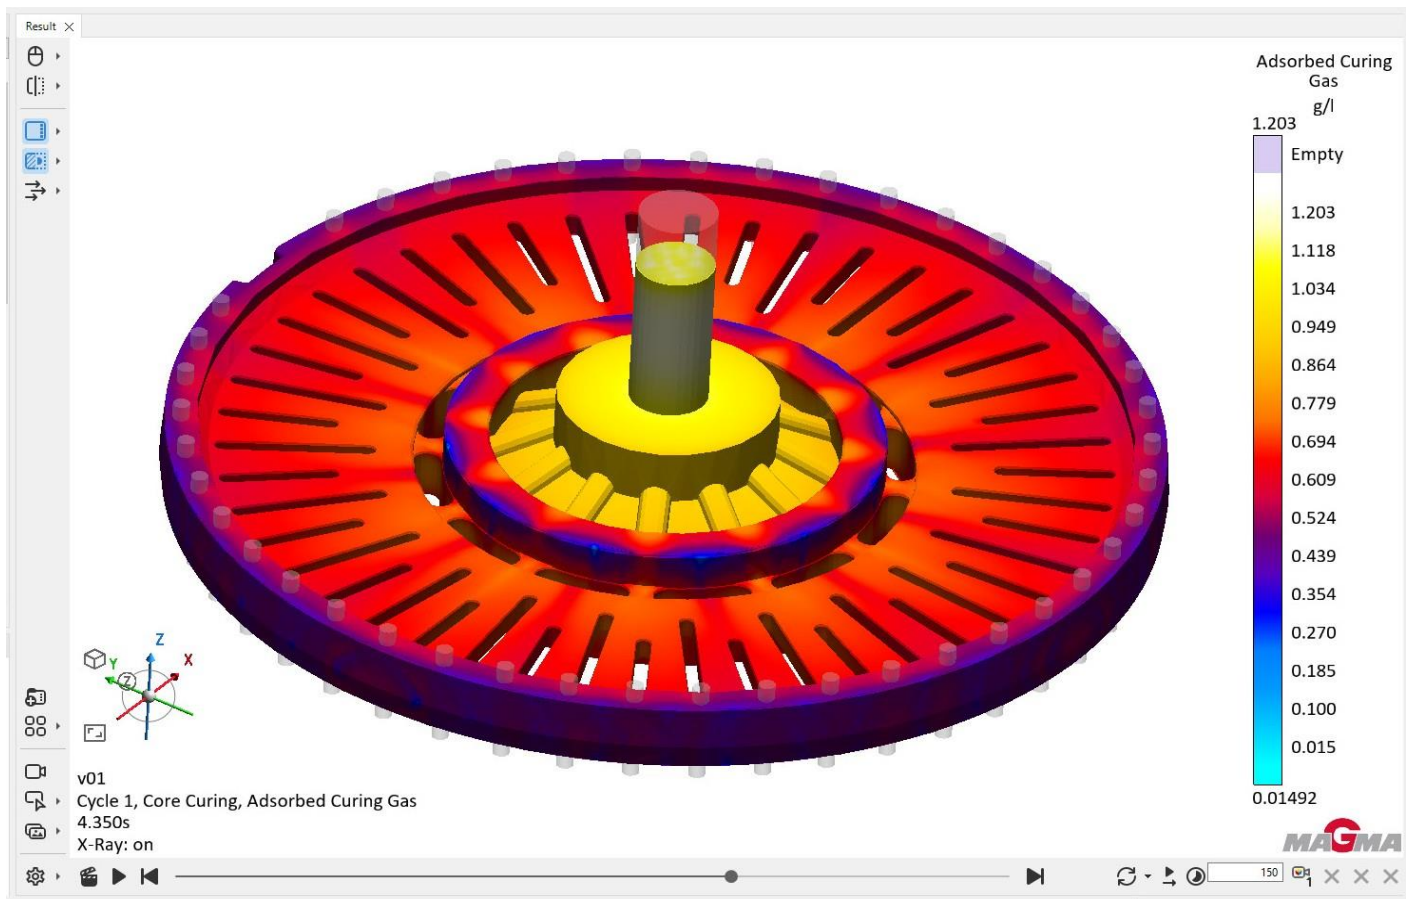 Result
Adsorbed Curing
Gas
g/l
1.203
Empty
1.203
1.118
1.034
0.949
0.864
0.779
0.694
0.609
0.524
0.439
0.354
0.270
0.185
0.100
0.015
0.01492
Z
Y
X
Z
v01
Cycle 1, Core Curing, Adsorbed Curing Gas
4.350s
X-Ray: on
MAGMA
150
1